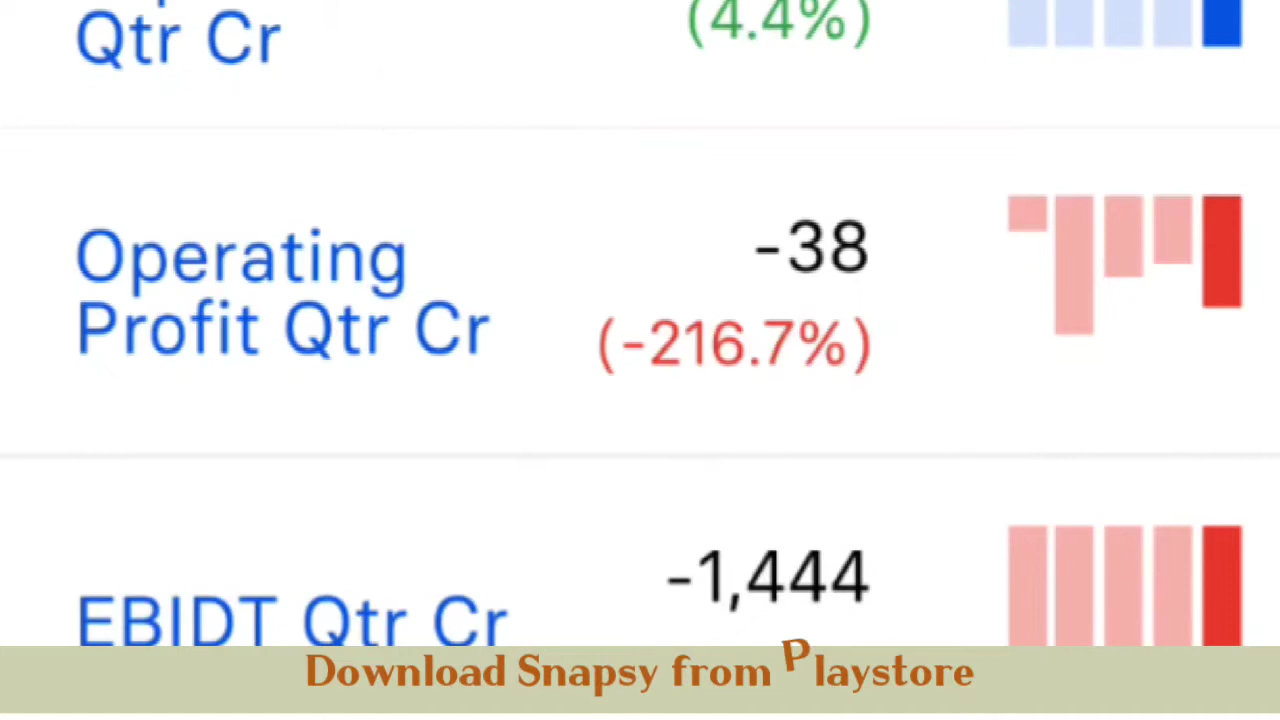 Qtr Cr
(4.4%)
Operating
Profit Qtr Cr
-38
(-216.7%)
EBIDT Qtr Cr
-1,444
Download Snapsy from Playstore